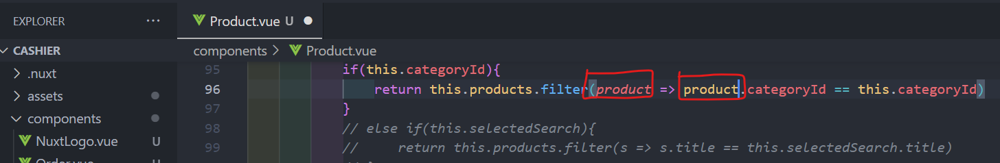 EXPLORER ···
Product.vue U
CASHIER
components > Product.vue
.nuxt
assets
components
NuxtLogo.vue U
Order.vue
95 if(this.categoryId){
96 return this.products.filter(product => product.categoryId == this.categoryId)
97 }
98 // else if(this.selectedSearch){
99 // return this.products.filter(s => s.title == this.selectedSearch.title)